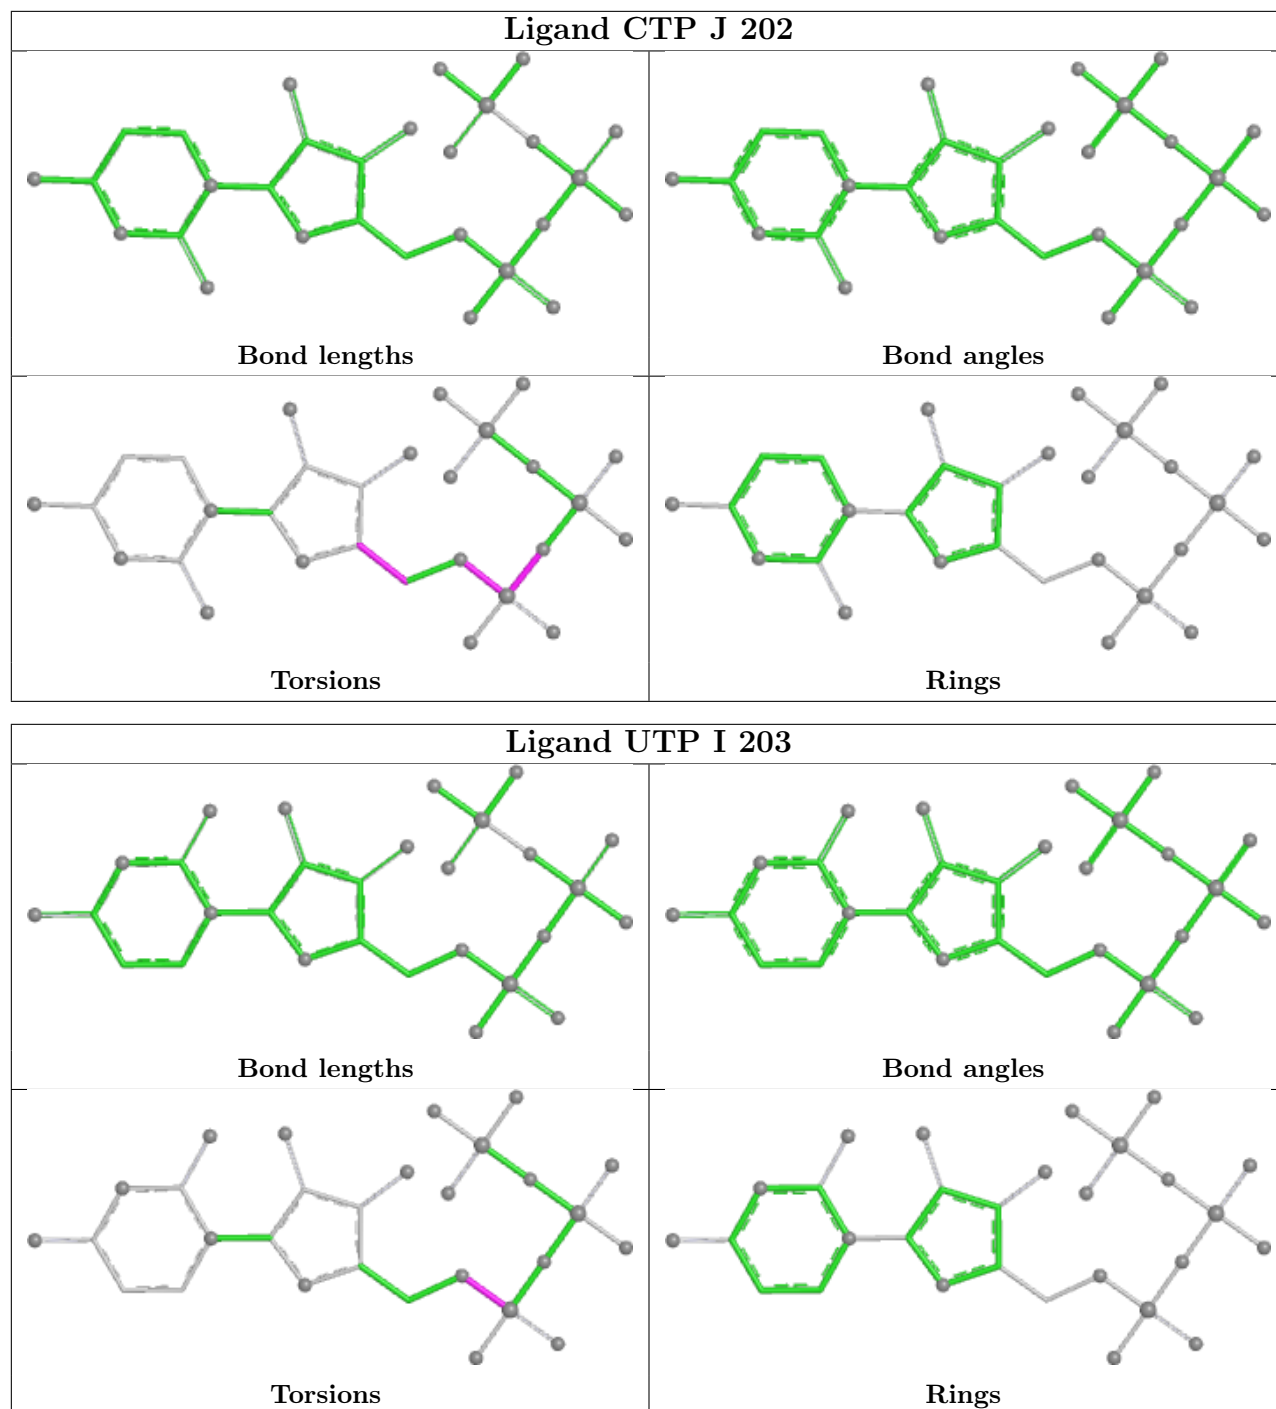 Ligand CTP J 202
Bond lengths
Bond angles
Torsions
Rings
Ligand UTP I 203
Bond lengths
Bond angles
Torsions
Rings